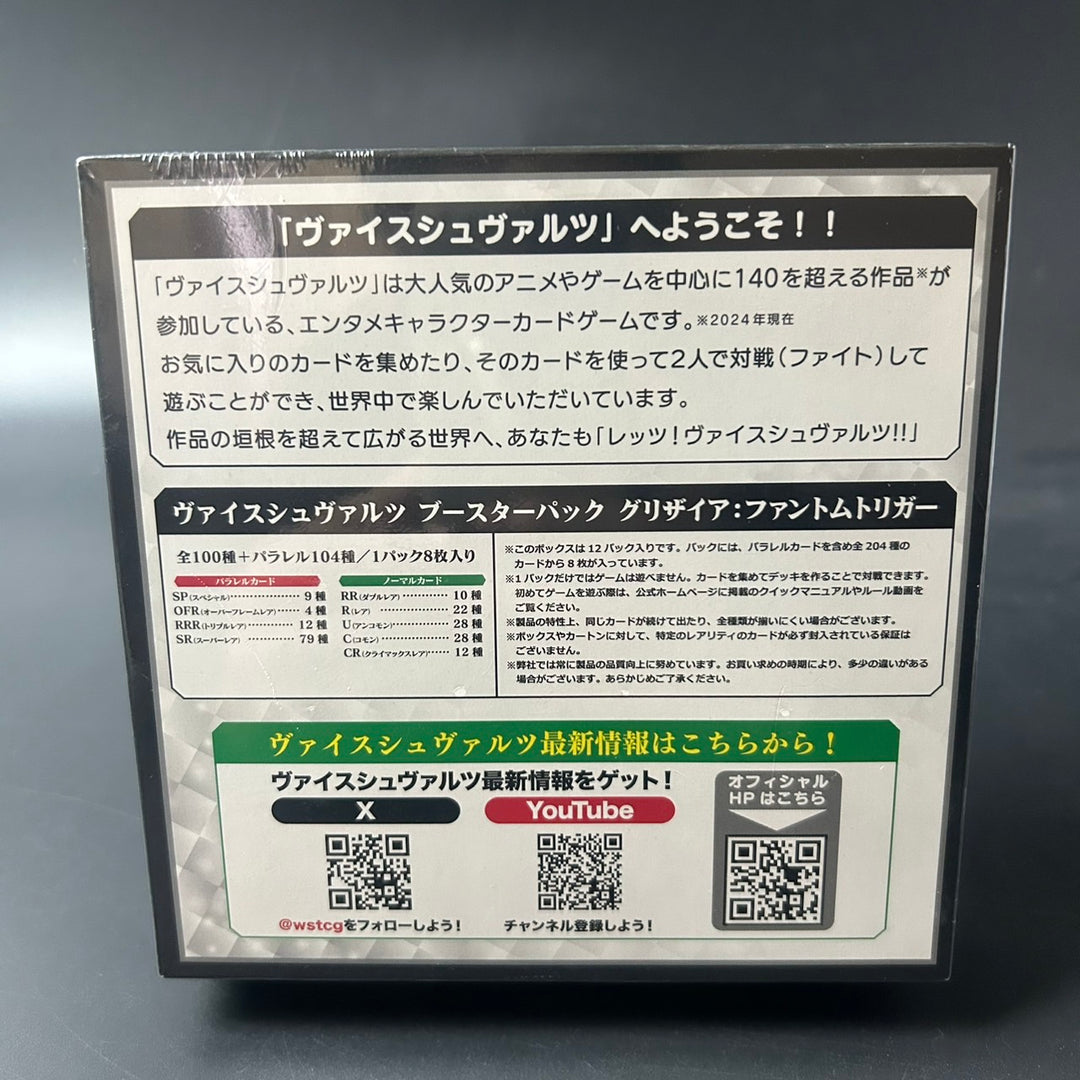 「ヴァイスシュヴァルツ」へようこそ！！
「ヴァイスシュヴァルツ」は大人気のアニメやゲームを中心に140を超える作品※が
参加している、エンタメキャラクターカードゲームです。※2024年現在
お気に入りのカードを集めたり、そのカードを使って2人で対戦（ファイト）して
遊ぶことができ、世界中で楽しんでいただいています。
作品の垣根を超えて広がる世界へ、あなたも「レッツ！ヴァイスシュヴァルツ!!」
ヴァイスシュヴァルツ ブースターパック グリザイア：ファントムトリガー
全100種＋パラレル104種／1パック8枚入り
パラレルカード
SP(スペシャル)……… 9種
OFR(オーバーフレームレア)…… 4種
RRR(トリプルレア)……… 12種
SR(スーパーレア)……… 79種
ノーマルカード
RR(ダブルレア)……… 10種
R(レア)……… 22種
U(アンコモン)……… 28種
C(コモン)……… 28種
CR(クライマックスレア)…… 12種
※このボックスは12パック入りです。パックには、パラレルカードを含め全204種の
カードから8枚が入っています。
※1パックだけではゲームは遊べません。カードを集めてデッキを作ることで対戦できます。
初めてゲームを遊ぶ際は、公式ホームページに掲載のクイックマニュアルやルール動画を
ご覧ください。
※製品の特性上、同じカードが続けて出たり、全種類が揃いにくい場合がございます。
※ボックスやカートンに対して、特定のレアリティのカードが必ず封入されている保証は
ございません。
※弊社では常に製品の品質向上に努めています。お買い求めの時期により、多少の違いがある
場合がございます。あらかじめご了承ください。
ヴァイスシュヴァルツ最新情報はこちらから！
ヴァイスシュヴァルツ最新情報をゲット！
X
@wstcgをフォローしよう！
YouTube
チャンネル登録しよう！
オフィシャル
HPはこちら